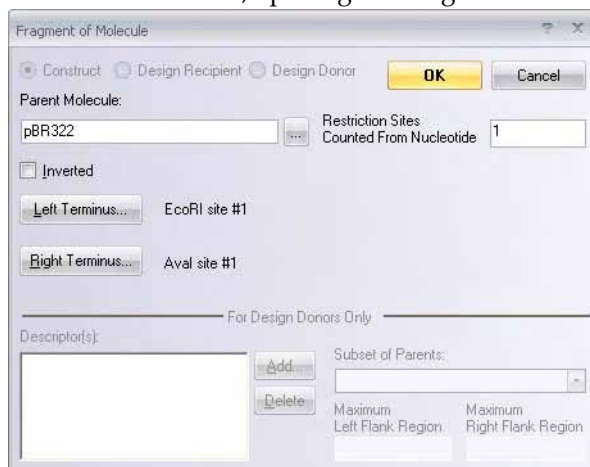 Fragment of Molecule ? X
Construct Design Recipient Design Donor OK Cancel
Parent Molecule:
pBR322 ... Restriction Sites
Counted From Nucleotide 1
Inverted
Left Terminus... EcoRI site #1
Right Terminus... AvaI site #1
For Design Donors Only
Descriptor(s):
Add... Subset of Parents:
Delete Maximum Maximum
Left Flank Region Right Flank Region